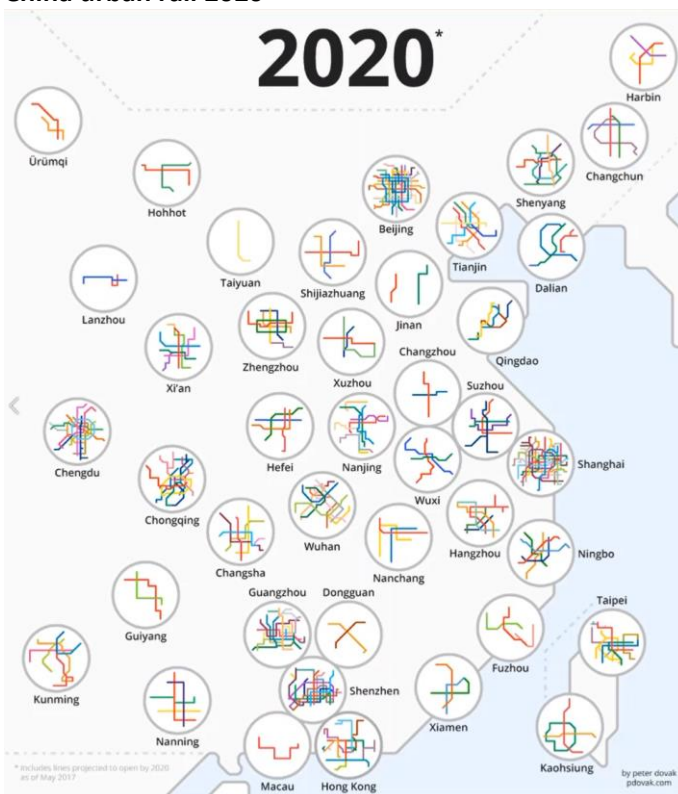 2020*
Harbin
Ürümqi
Changchun
Hohhot
Shenyang
Beijing
Tianjin
Dalian
Taiyuan
Shijiazhuang
Lanzhou
Jinan
Zhengzhou
Qingdao
Xuzhou
Changzhou
Xi'an
Suzhou
Chengdu
Hefei
Nanjing
Shanghai
Wuxi
Chongqing
Wuhan
Hangzhou
Changsha
Nanchang
Ningbo
Guangzhou
Dongguan
Taipei
Guiyang
Fuzhou
Kunming
Shenzhen
Xiamen
Nanning
Kaohsiung
Macau
Hong Kong
* Includes lines projected to open by 2020
as of May 2017
by peter dovak
pdovak.com